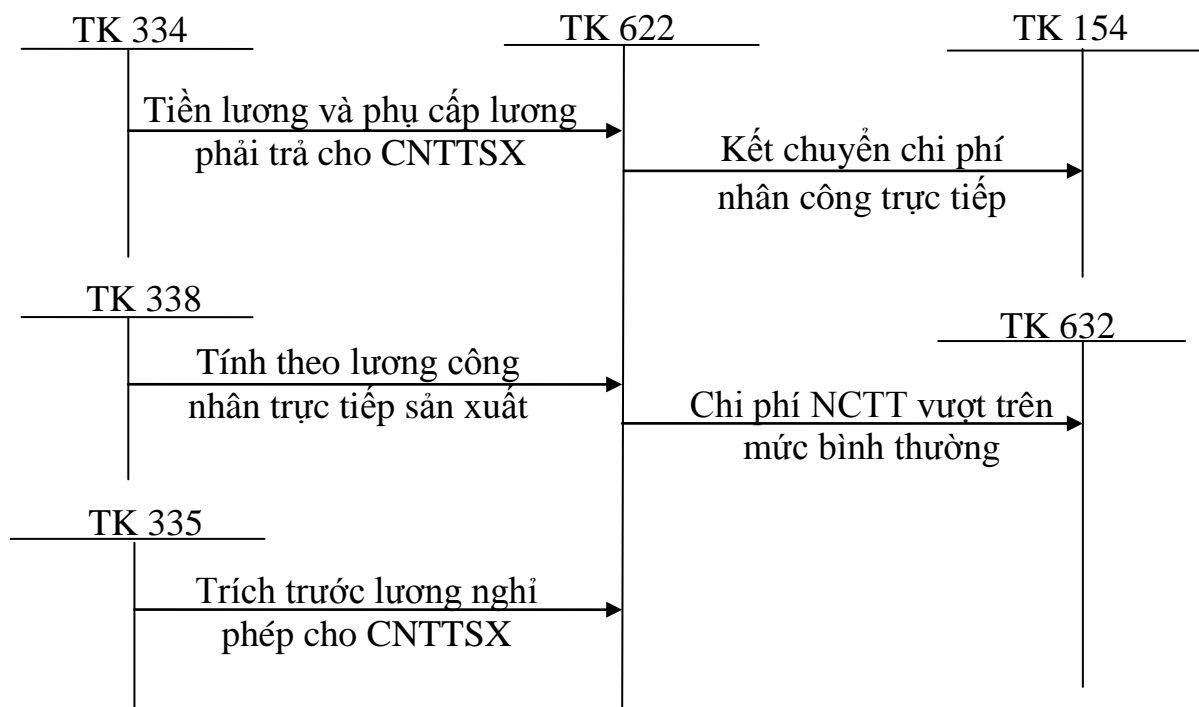 TK 334
TK 622
TK 154
Tiền lương và phụ cấp lương
phải trả cho CNTTSX
Kết chuyển chi phí
nhân công trực tiếp
TK 338
TK 632
Tính theo lương công
nhân trực tiếp sản xuất
Chi phí NCTT vượt trên
mức bình thường
TK 335
Trích trước lương nghỉ
phép cho CNTTSX